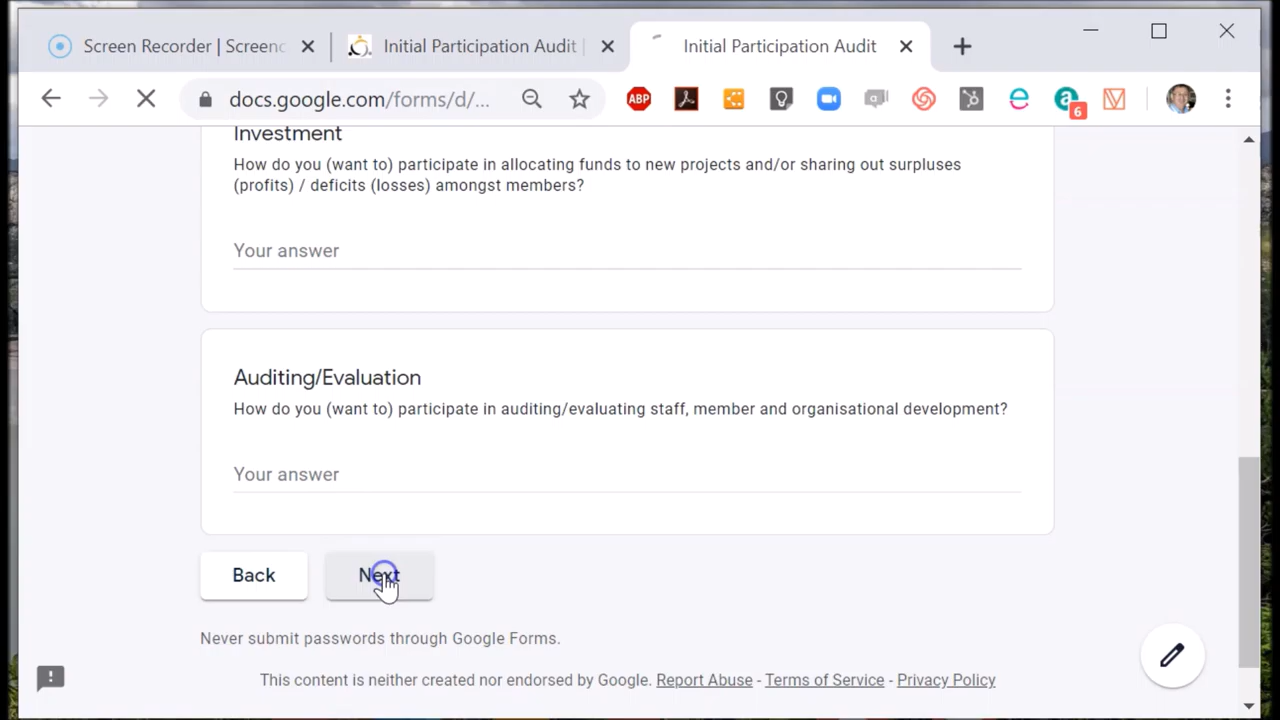 Screen Recorder | Screenc
Initial Participation Audit |
Initial Participation Audit
docs.google.com/forms/d/...
ABP
a
6
Investment
How do you (want to) participate in allocating funds to new projects and/or sharing out surpluses
(profits) / deficits (losses) amongst members?
Your answer
Auditing/Evaluation
How do you (want to) participate in auditing/evaluating staff, member and organisational development?
Your answer
Back
Next
Never submit passwords through Google Forms.
This content is neither created nor endorsed by Google. Report Abuse - Terms of Service - Privacy Policy